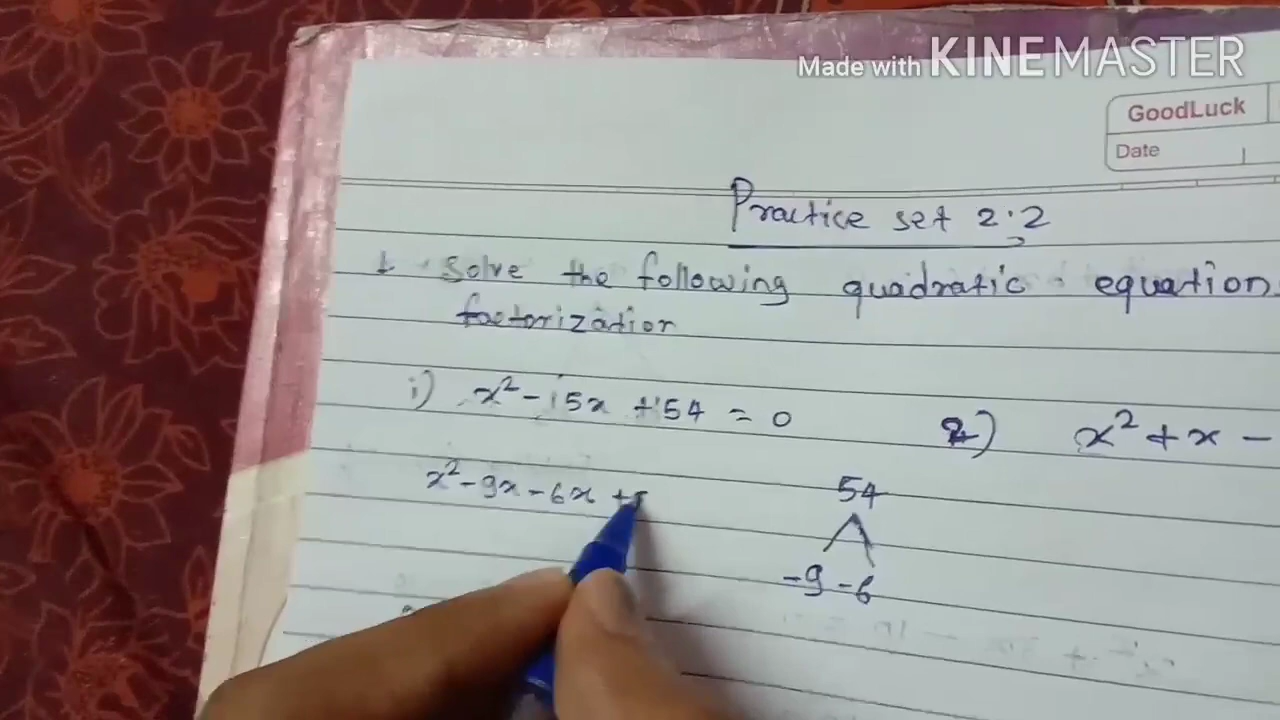 Made with KINEMASTER
GoodLuck
Date
Practice set 2.2
1. Solve the following quadratic equation.
factorization
i) x² - 15x + 54 = 0
2) x² + x -
x² - 9x - 6x +5
54
-9 -6